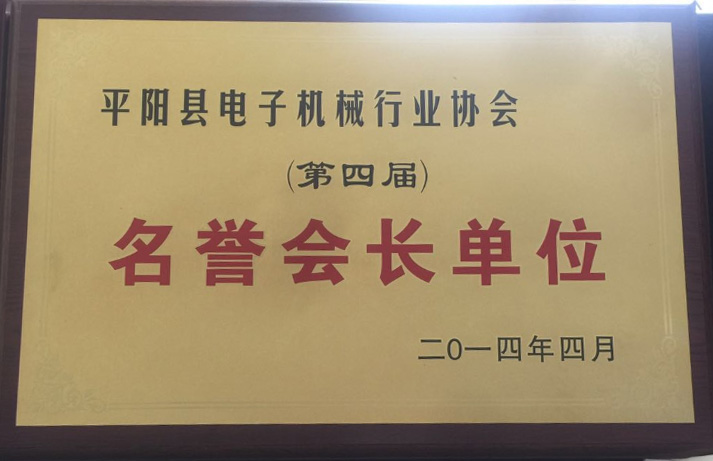 平阳县电子机械行业协会
(第四届)
名誉会长单位
二0一四年四月